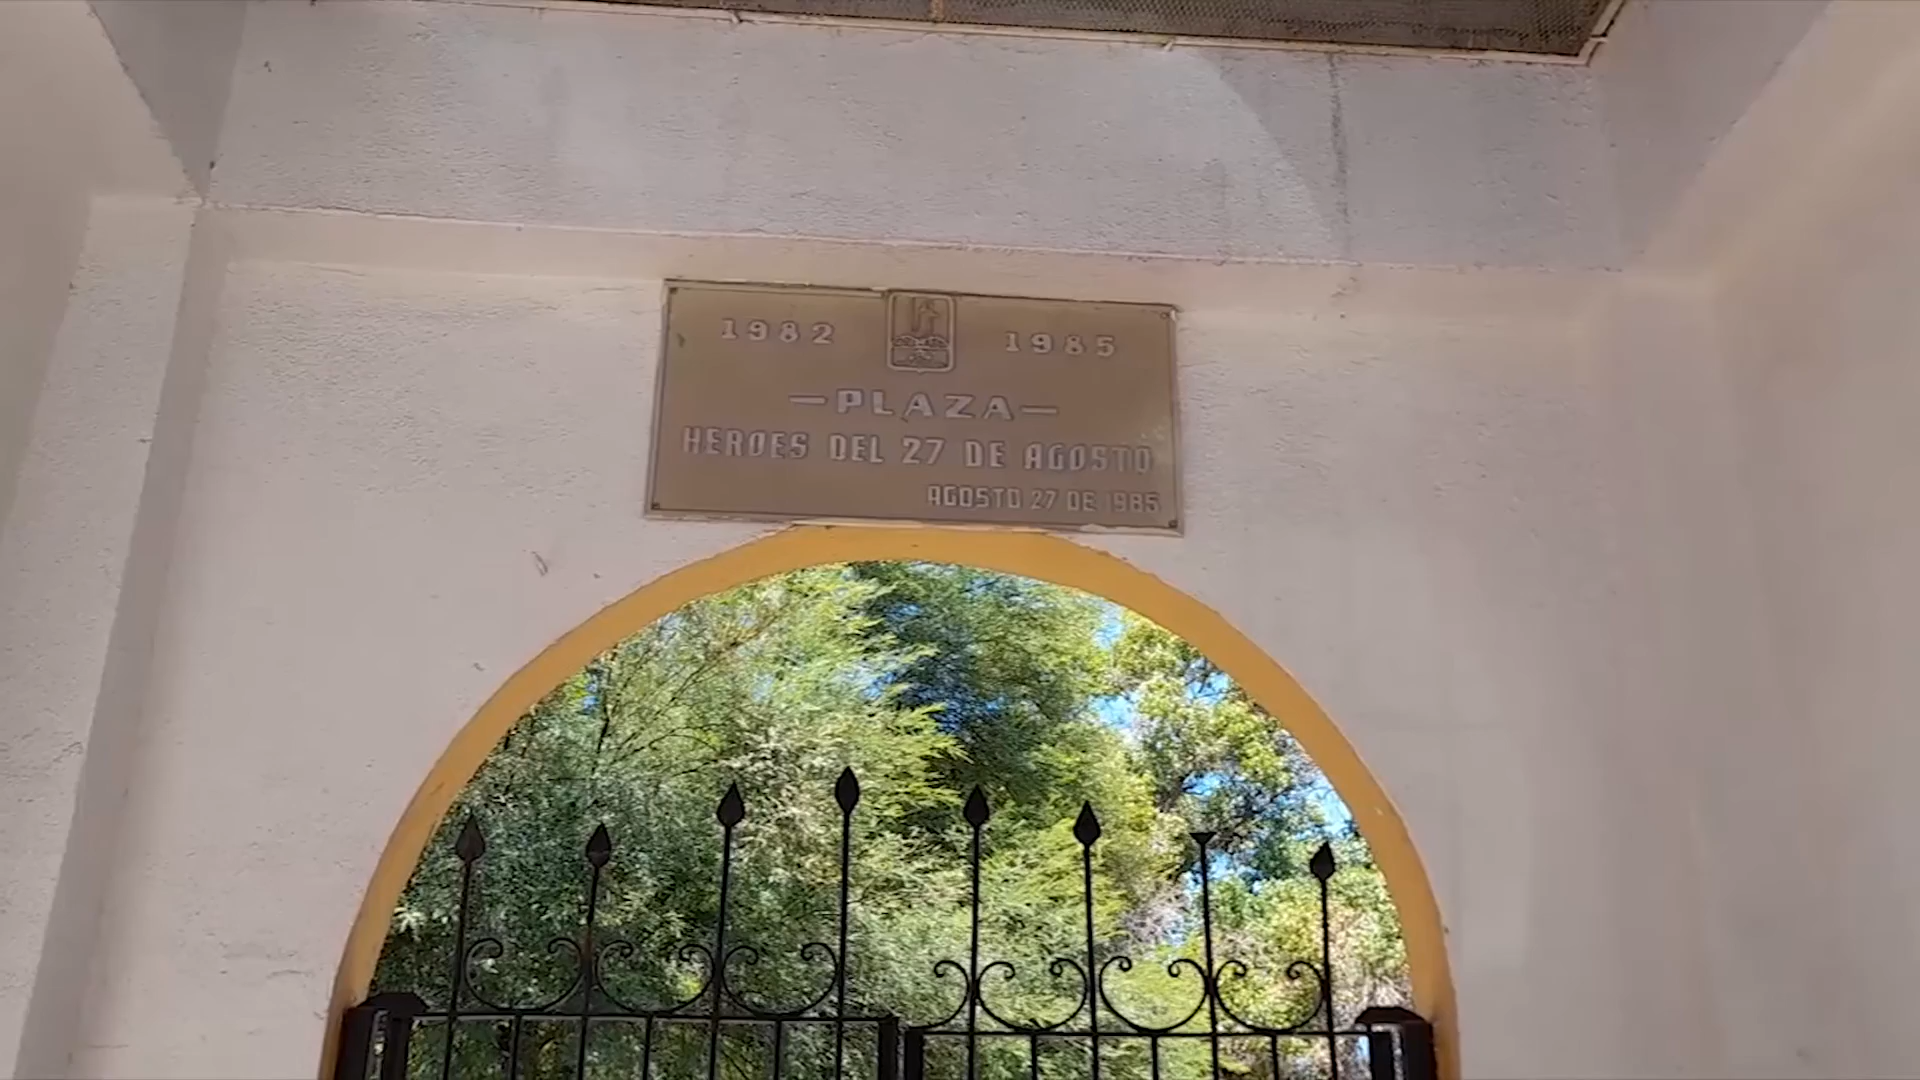 1982 1985
—PLAZA—
HEROES DEL 27 DE AGOSTO
AGOSTO 27 DE 1985